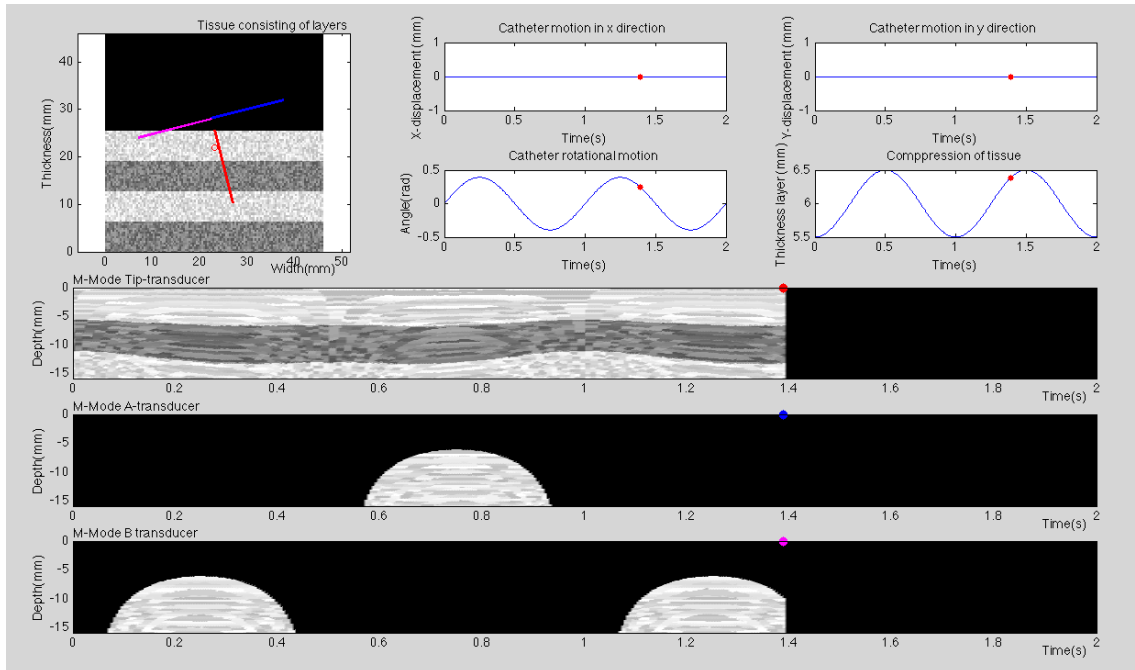 Tissue consisting of layers
Thickness(mm)
40
30
20
10
0
0 10 20 30 40 50
Width(mm)
Catheter motion in x direction
X- displacement (mm)
1
0
-1
0 0.5 1 1.5 2
Time(s)
Catheter motion in y direction
Y-displacement (mm)
1
0
-1
0 0.5 1 1.5 2
Time(s)
Catheter rotational motion
Angle(rad)
0.5
0
-0.5
0 0.5 1 1.5 2
Time(s)
Comppression of tissue
Thickness layer (mm)
6.5
6
5.5
0 0.5 1 1.5 2
Time(s)
M-Mode Tip-transducer
Depth(mm)
0
-5
-10
-15
0 0.2 0.4 0.6 0.8 1 1.2 1.4 1.6 1.8 2
Time(s)
M-Mode A-transducer
Depth(mm)
0
-5
-10
-15
0 0.2 0.4 0.6 0.8 1 1.2 1.4 1.6 1.8 2
Time(s)
M-Mode B transducer
Depth(mm)
0
-5
-10
-15
0 0.2 0.4 0.6 0.8 1 1.2 1.4 1.6 1.8 2
Time(s)